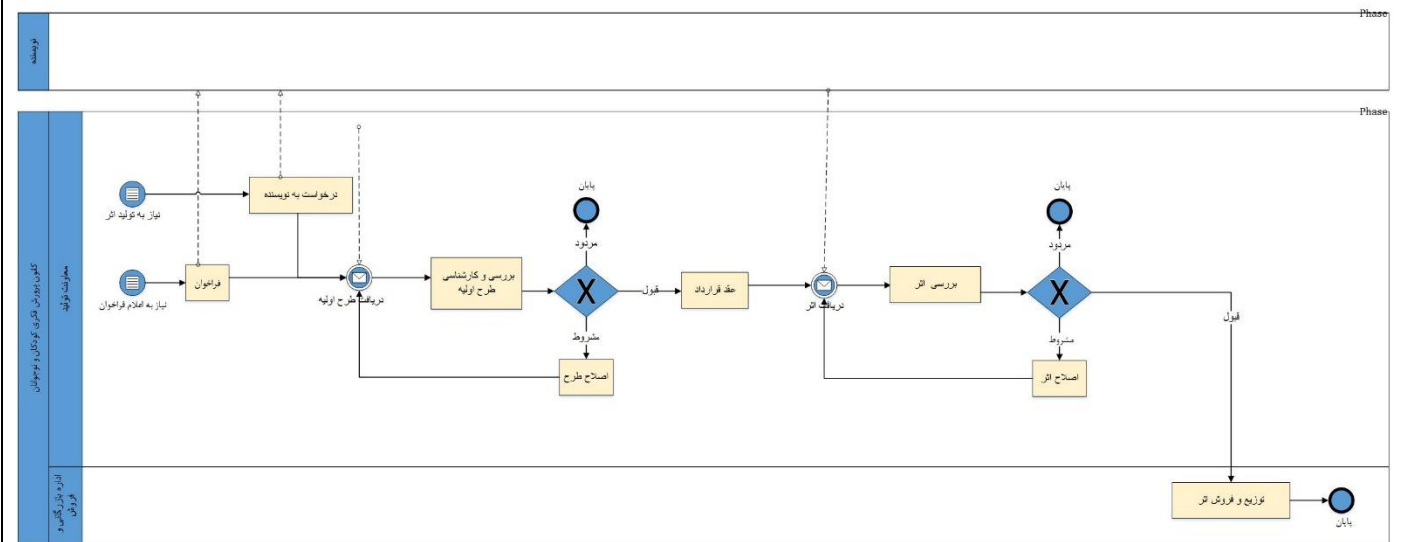 Phase
نویسنده
Phase
کانون پرورش فکری کودکان و نوجوانان
معاونت تولید
نیاز به تولید اثر
درخواست به نویسنده
نیاز به اعلام فراخوان
فراخوان
دریافت طرح اولیه
بررسی و کارشناسی
طرح اولیه
پایان
مردود
قبول
مشروط
اصلاح طرح
عقد قرارداد
دریافت اثر
بررسی اثر
پایان
مردود
مشروط
اصلاح اثر
قبول
اداره بازرگانی و
فروش
توزیع و فروش اثر
پایان